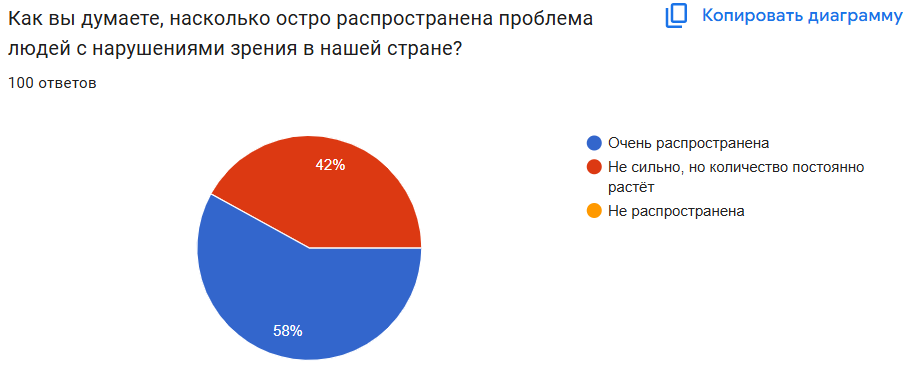 Как вы думаете, насколько остро распространена проблема
людей с нарушениями зрения в нашей стране?
Копировать диаграмму
100 ответов
42%
58%
Очень распространена
Не сильно, но количество постоянно
растёт
Не распространена